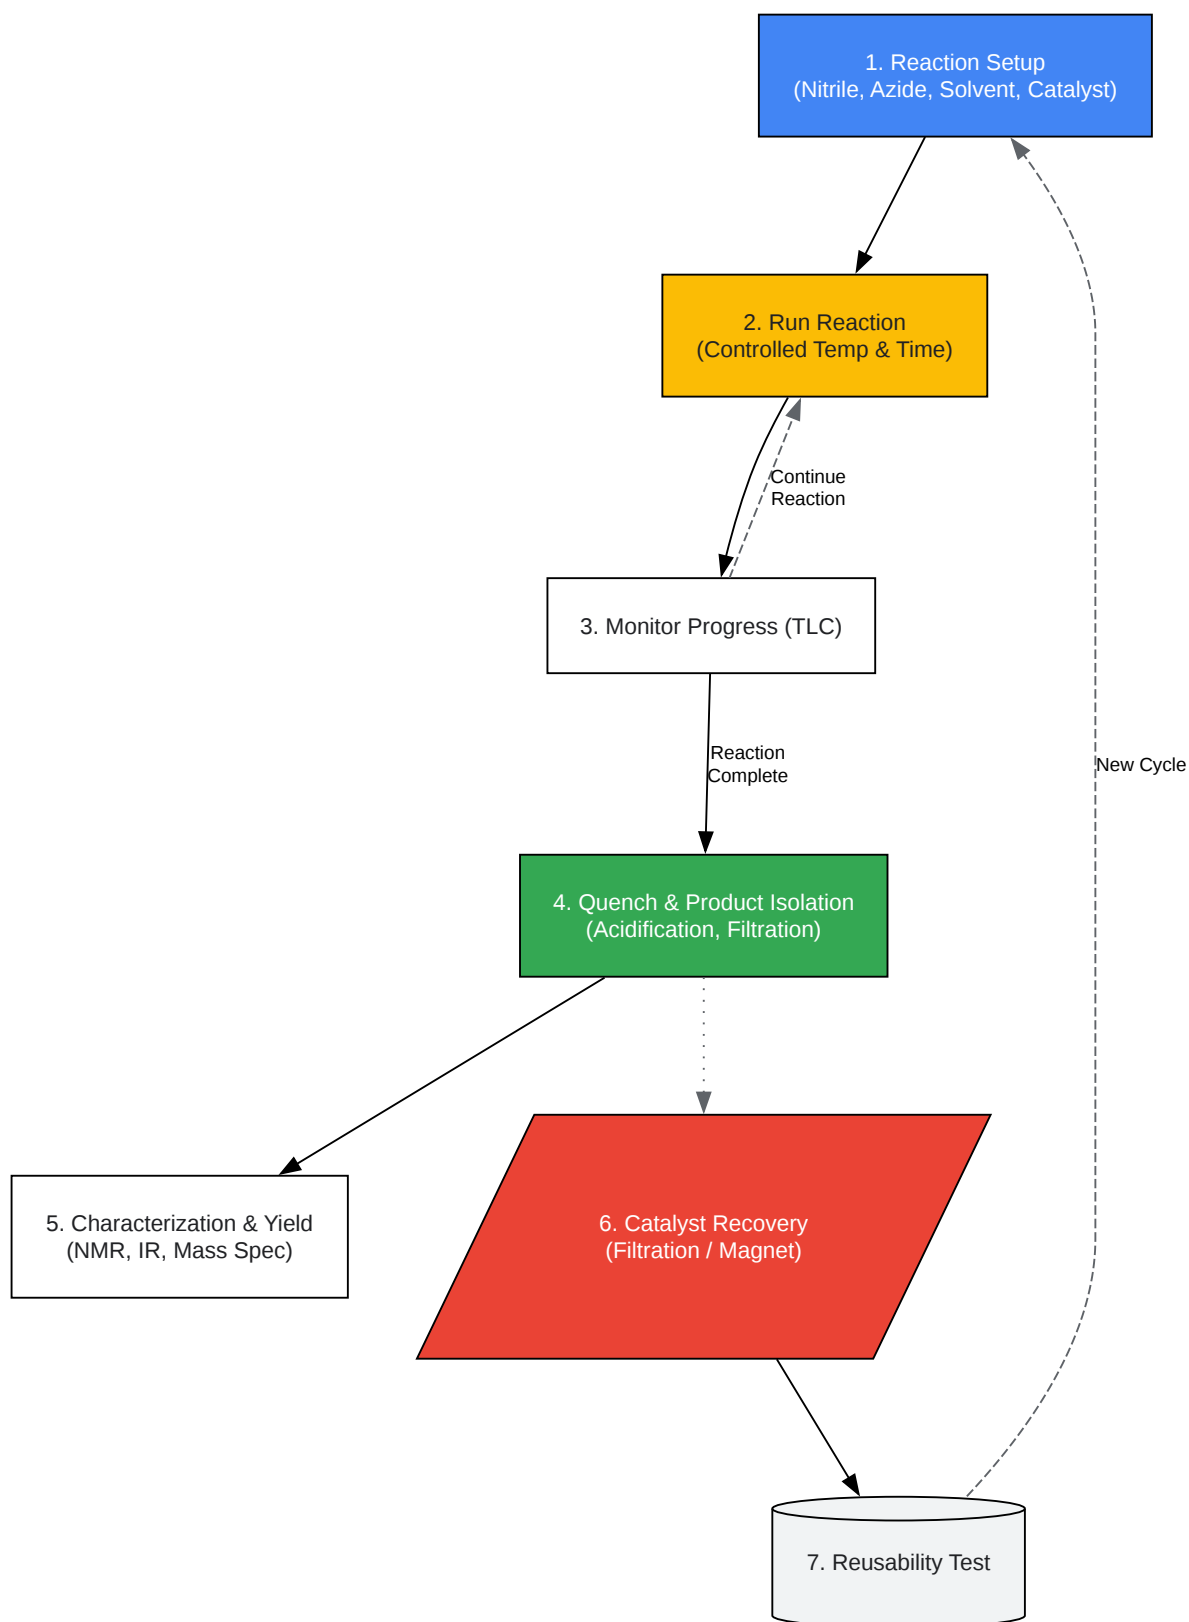 1. Reaction Setup
(Nitrile, Azide, Solvent, Catalyst)
2. Run Reaction
(Controlled Temp & Time)
Continue
Reaction
3. Monitor Progress (TLC)
Reaction
Complete
New Cycle
4. Quench & Product Isolation
(Acidification, Filtration)
5. Characterization & Yield
(NMR, IR, Mass Spec)
6. Catalyst Recovery
(Filtration / Magnet)
7. Reusability Test